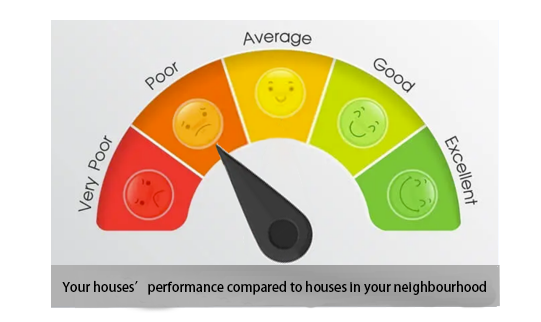 Very Poor
Poor
Average
Good
Excellent
Your houses’ performance compared to houses in your neighbourhood